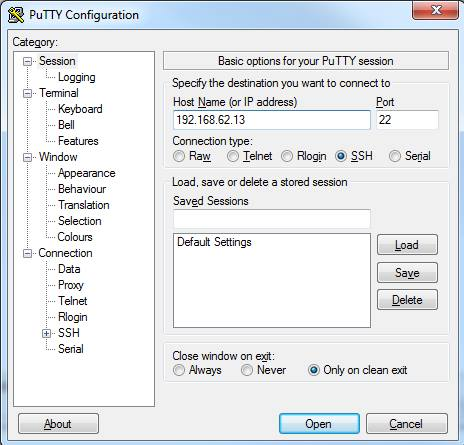 PuTTY Configuration
Category:
Session
Logging
Terminal
Keyboard
Bell
Features
Window
Appearance
Behaviour
Translation
Selection
Colours
Connection
Data
Proxy
Telnet
Rlogin
SSH
Serial
Basic options for your PuTTY session
Specify the destination you want to connect to
Host Name (or IP address) Port
192.168.62.13 22
Connection type:
Raw Telnet Rlogin SSH Serial
Load, save or delete a stored session
Saved Sessions
Default Settings
Load
Save
Delete
Close window on exit:
Always Never Only on clean exit
About Open Cancel